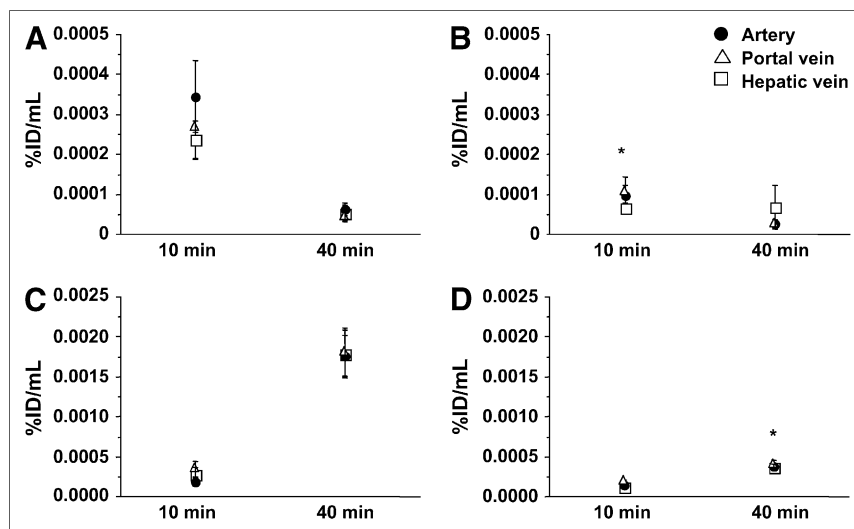 A
%ID/mL
0.0005
0.0004
0.0003
0.0002
0.0001
0
10 min
40 min
B
Artery
Portal vein
Hepatic vein
%ID/mL
0.0005
0.0004
0.0003
0.0002
0.0001
0
*
10 min
40 min
C
%ID/mL
0.0025
0.0020
0.0015
0.0010
0.0005
0.0000
10 min
40 min
D
%ID/mL
0.0025
0.0020
0.0015
0.0010
0.0005
0.0000
*
10 min
40 min